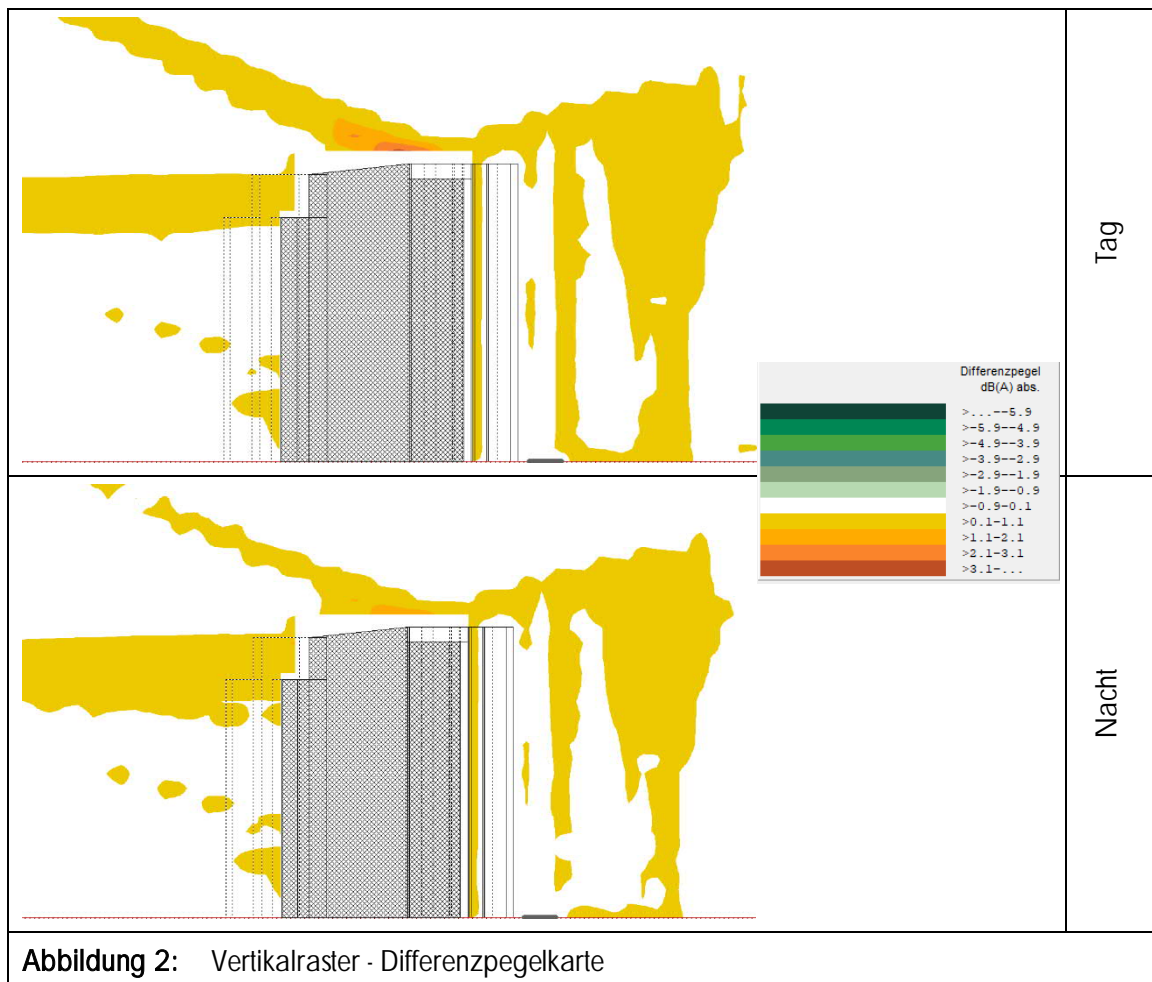 Tag
Differenzpegel
dB(A) abs.
>...--5.9
>-5.9--4.9
>-4.9--3.9
>-3.9--2.9
>-2.9--1.9
>-1.9--0.9
>-0.9-0.1
>0.1-1.1
>1.1-2.1
>2.1-3.1
>3.1-...
Nacht
Abbildung 2: Vertikalraster - Differenzpegelkarte